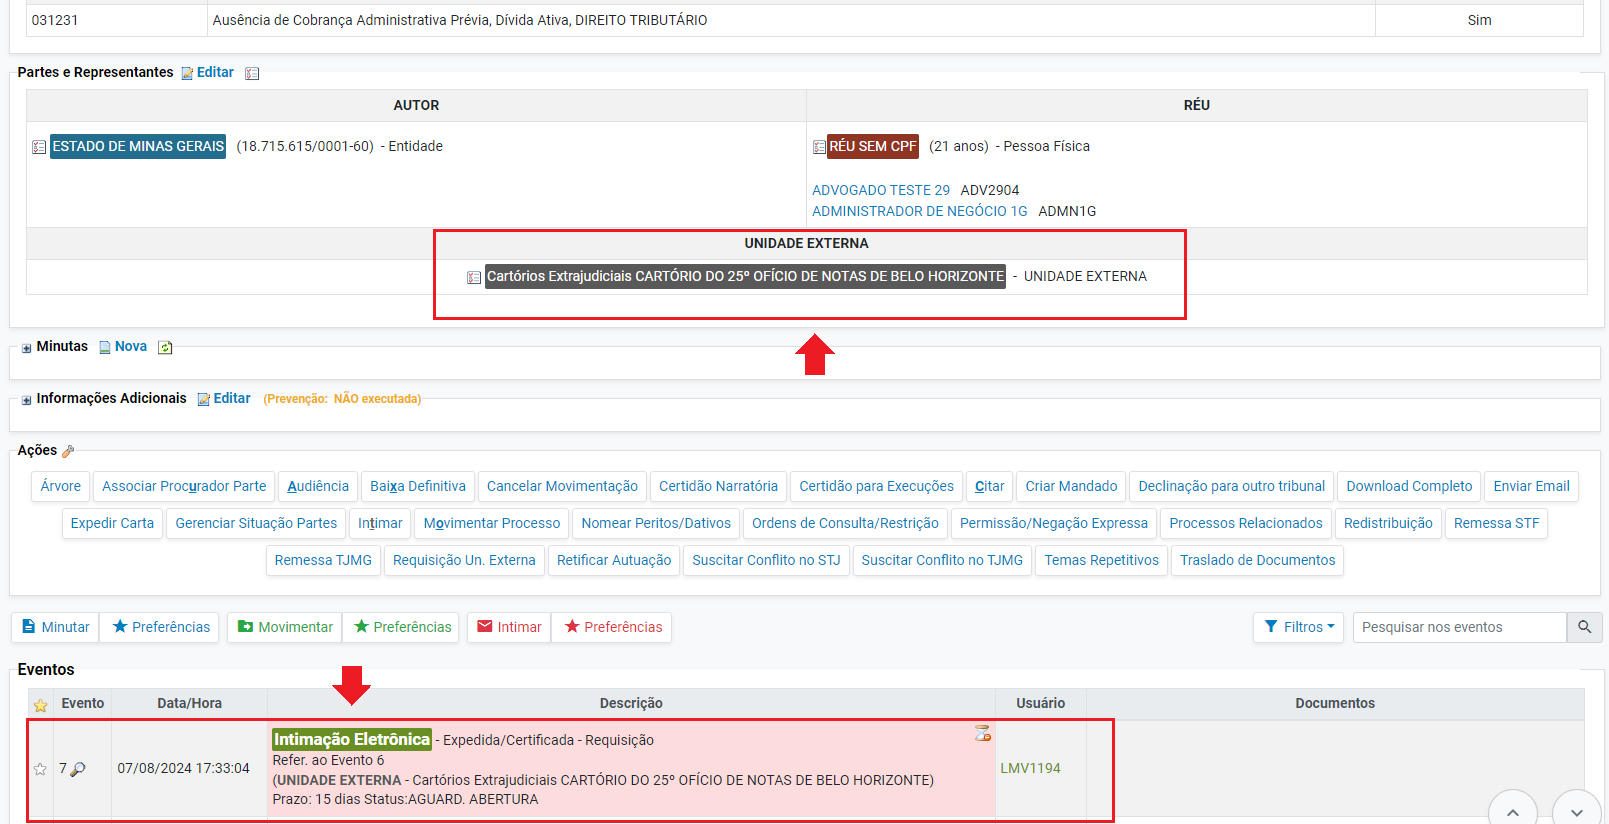 031231 Ausência de Cobrança Administrativa Prévia, Dívida Ativa, DIREITO TRIBUTÁRIO Sim
Partes e Representantes Editar
AUTOR RÉU
ESTADO DE MINAS GERAIS (18.715.615/0001-60) - Entidade RÉU SEM CPF (21 anos) - Pessoa Física
ADVOGADO TESTE 29 ADV2904
ADMINISTRADOR DE NEGÓCIO 1G ADMN1G
UNIDADE EXTERNA
Cartórios Extrajudiciais CARTÓRIO DO 25º OFÍCIO DE NOTAS DE BELO HORIZONTE - UNIDADE EXTERNA
Minutas Nova
Informações Adicionais Editar (Prevenção: NÃO executada)
Ações
Árvore Associar Procurador Parte Audiência Baixa Definitiva Cancelar Movimentação Certidão Narratória Certidão para Execuções Citar Criar Mandado Declinação para outro tribunal Download Completo Enviar Email
Expedir Carta Gerenciar Situação Partes Intimar Movimentar Processo Nomear Peritos/Dativos Ordens de Consulta/Restrição Permissão/Negação Expressa Processos Relacionados Redistribuição Remessa STF
Remessa TJMG Requisição Un. Externa Retificar Autuação Suscitar Conflito no STJ Suscitar Conflito no TJMG Temas Repetitivos Traslado de Documentos
Minutar Preferências Movimentar Preferências Intimar Preferências Filtros Pesquisar nos eventos
Eventos
Evento Data/Hora Descrição Usuário Documentos
Intimação Eletrônica - Expedida/Certificada - Requisição
Refer. ao Evento 6
7 07/08/2024 17:33:04 LMV1194
(UNIDADE EXTERNA - Cartórios Extrajudiciais CARTÓRIO DO 25º OFÍCIO DE NOTAS DE BELO HORIZONTE)
Prazo: 15 dias Status:AGUARD. ABERTURA